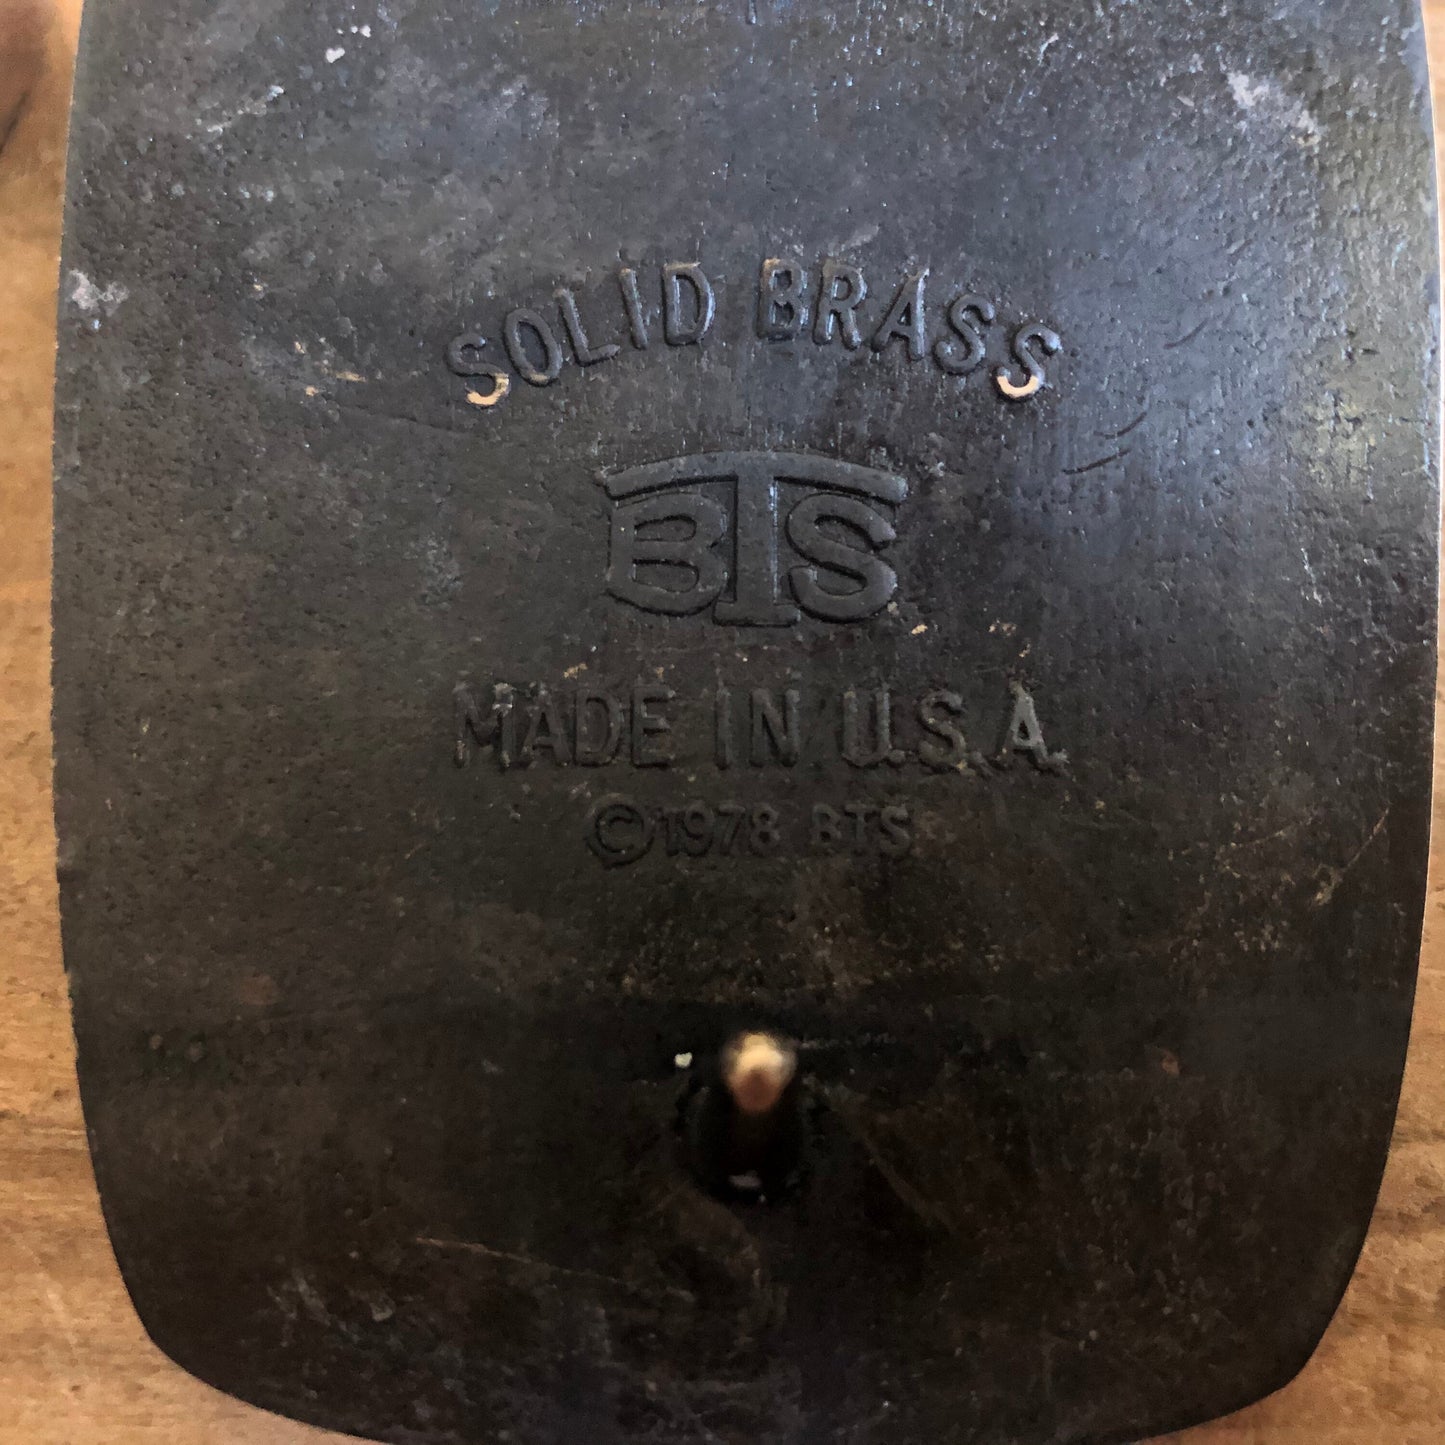 SOLID BRASS
BTS
MADE IN U.S.A.
©1978 BTS